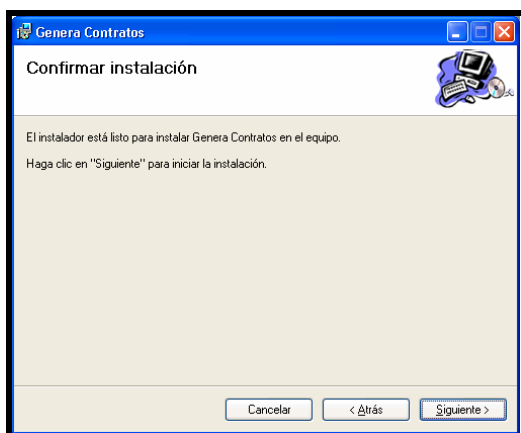 Genera Contratos
Confirmar instalación
El instalador está listo para instalar Genera Contratos en el equipo.
Haga clic en "Siguiente" para iniciar la instalación.
Cancelar
< Atrás
Siguiente >